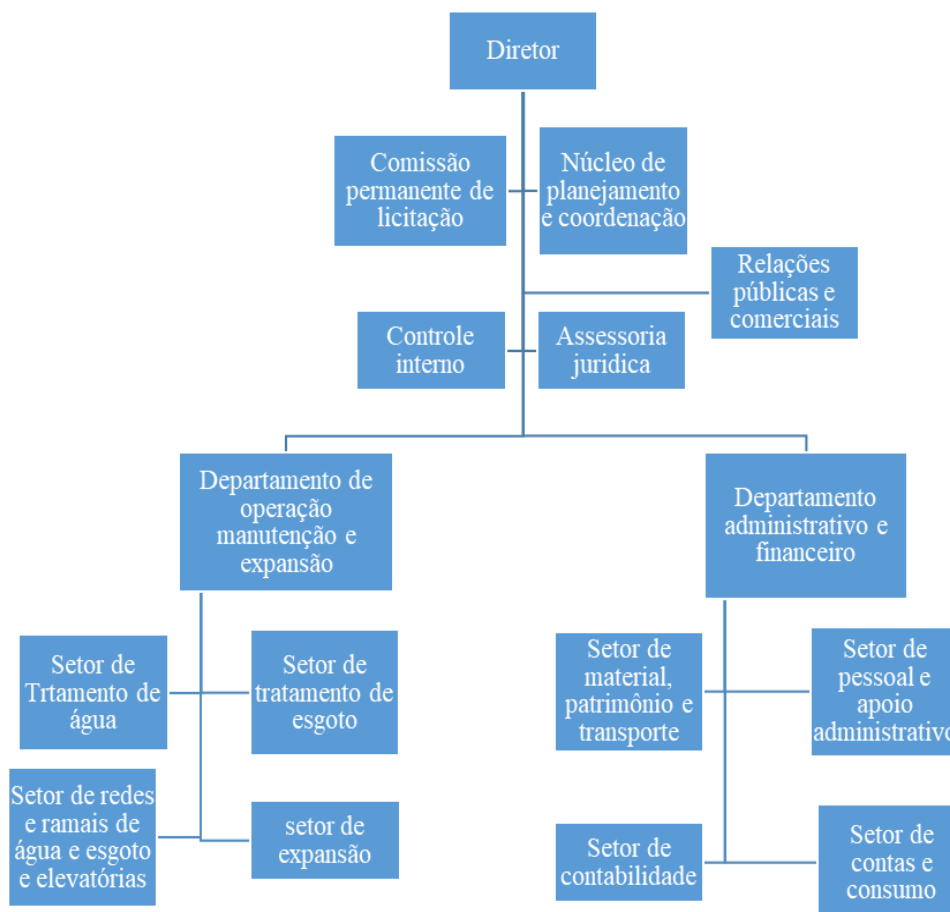 Diretor
Comissão
permanente de
licitação
Núcleo de
planejamento
e coordenação
Relações
públicas e
comerciais
Controle
interno
Assessoria
juridica
Departamento de
operação
manutenção e
expansão
Departamento
administrativo e
financeiro
Setor de
Trtamento de
água
Setor de
tratamento de
esgoto
Setor de
material,
patrimônio e
transporte
Setor de
pessoal e
apoio
administrativo
Setor de redes
e ramais de
água e esgoto
e elevatórias
setor de
expansão
Setor de
contabilidade
Setor de
contas e
consumo